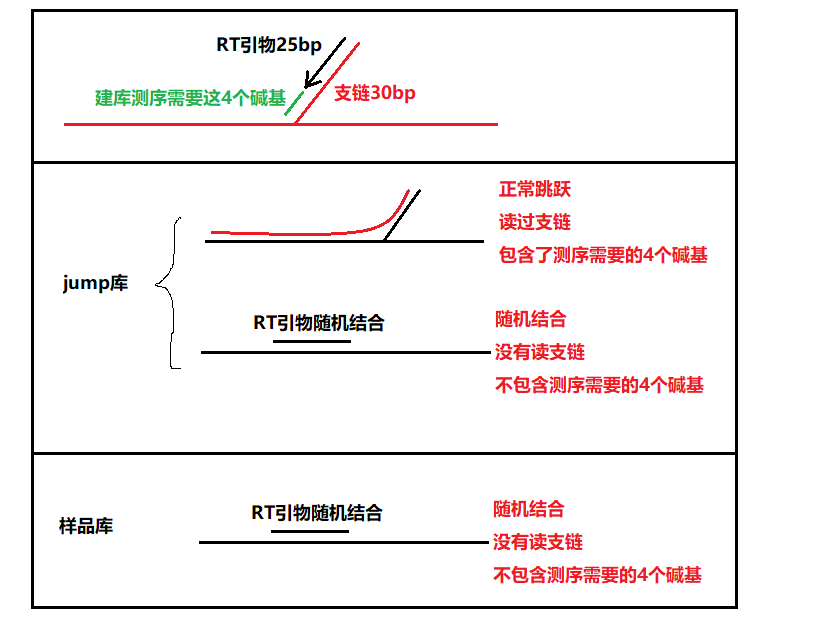 RT引物25bp
建库测序需要这4个碱基
支链30bp
正常跳跃
读过支链
包含了测序需要的4个碱基
jump库
RT引物随机结合
随机结合
没有读支链
不包含测序需要的4个碱基
样品库
RT引物随机结合
随机结合
没有读支链
不包含测序需要的4个碱基